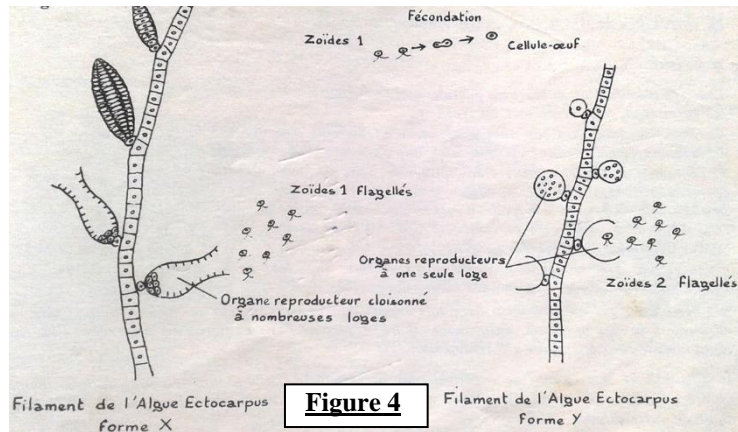 Fécondation
Zoïdes 1
Cellule-œuf
Zoïdes 1 flagellés
Organes reproducteurs
à une seule loge
Zoïdes 2 flagellés
Organe reproducteur cloisonné
à nombreuses loges
Filament de l'Algue Ectocarpus
forme X
Figure 4
Filament de l'Algue Ectocarpus
forme Y